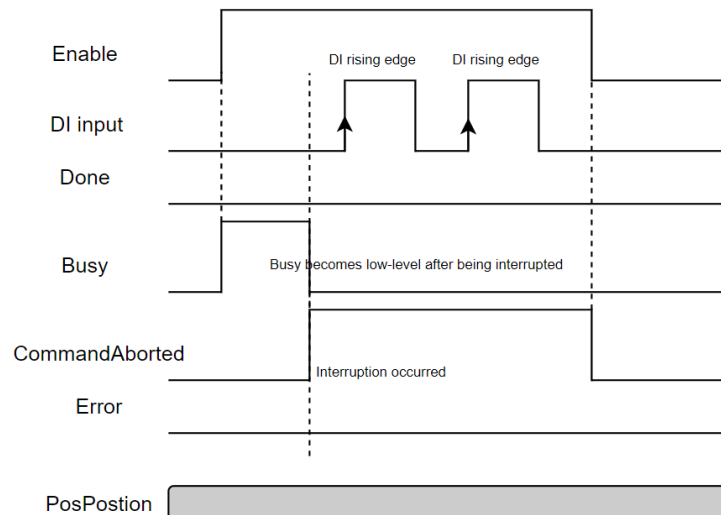 Enable
DI rising edge DI rising edge
DI input
Done
Busy
Busy becomes low-level after being interrupted
CommandAborted
Interruption occurred
Error
PosPostion